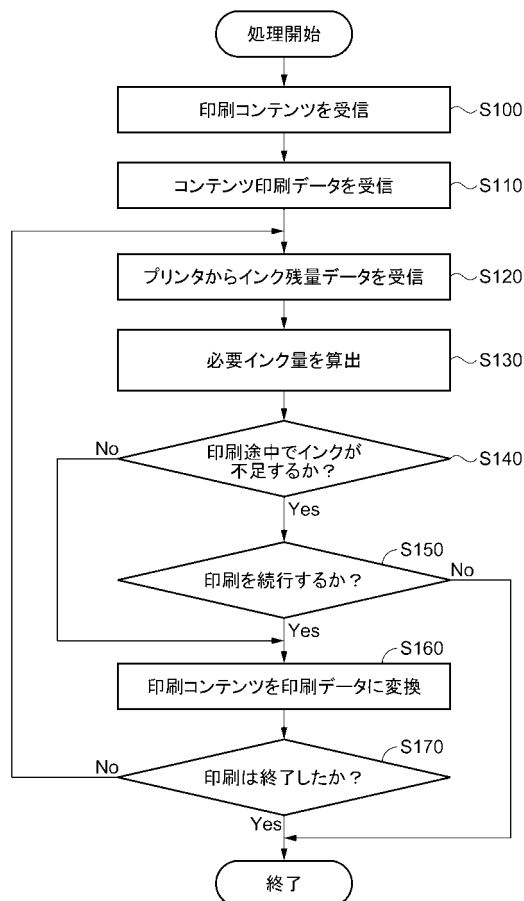 処理開始
印刷コンテンツを受信
S100
コンテンツ印刷データを受信
S110
プリンタからインク残量データを受信
S120
必要インク量を算出
S130
No
印刷途中でインクが
不足するか？
S140
Yes
S150
印刷を続行するか？
No
Yes
S160
印刷コンテンツを印刷データに変換
S170
No
印刷は終了したか？
Yes
終了